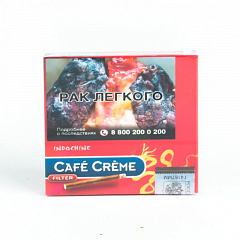 РАК ЛЕГКОГО
Подробнее
о последствиях
8 800 200 0 200
INDOCHINE
CAFÉ CRÈME
FILTER